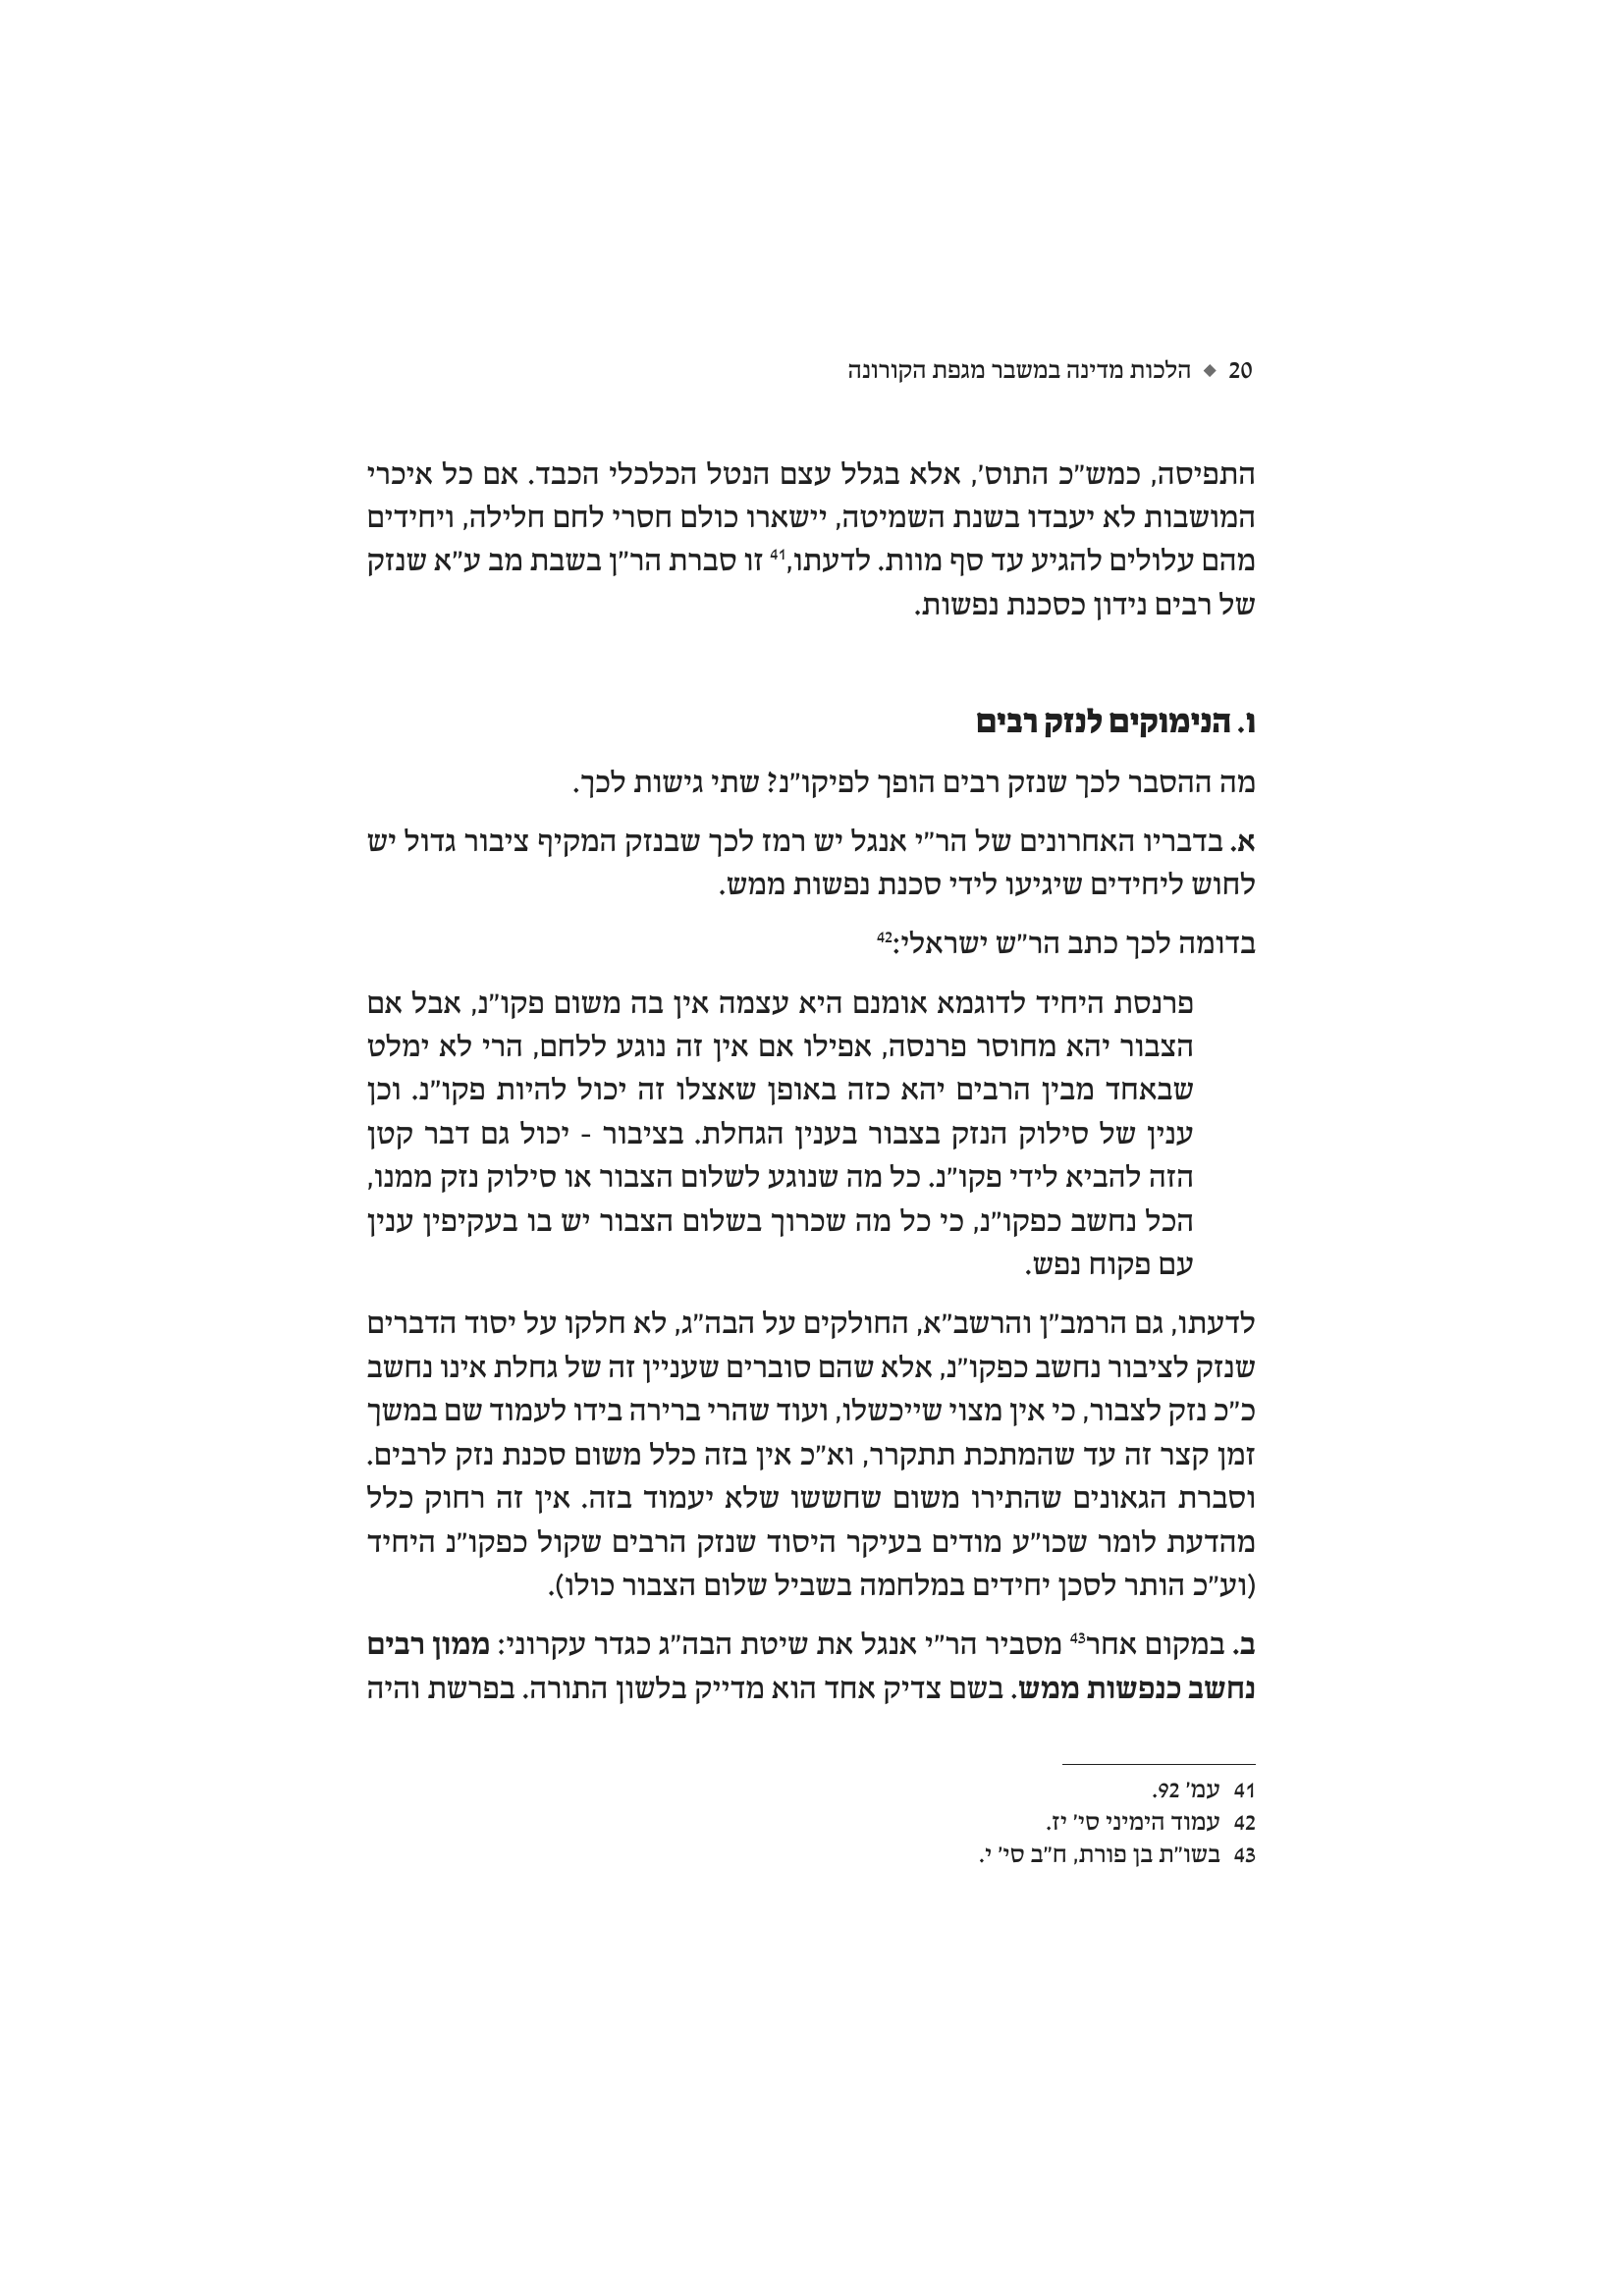 20 ◆ הלכות מדינה במשבר מגפת הקורונה
התפיסה, כמש״כ התוס׳, אלא בגלל עצם הנטל הכלכלי הכבד. אם כל איכרי
המושבות לא יעבדו בשנת השמיטה, יישארו כולם חסרי לחם חלילה, ויחידים
מהם עלולים להגיע עד סף מוות. לדעתו,41 זו סברת הר״ן בשבת מב ע״א שנזק
של רבים נידון כסכנת נפשות.
ו. הנימוקים לנזק רבים
מה ההסבר לכך שנזק רבים הופך לפיקו״נ? שתי גישות לכך.
א. בדבריו האחרונים של הר״י אנגל יש רמז לכך שבנזק המקיף ציבור גדול יש
לחוש ליחידים שיגיעו לידי סכנת נפשות ממש.
בדומה לכך כתב הר״ש ישראלי:42
פרנסת היחיד לדוגמא אומנם היא עצמה אין בה משום פקו״נ, אבל אם
הצבור יהא מחוסר פרנסה, אפילו אם אין זה נוגע ללחם, הרי לא ימלט
שבאחד מבין הרבים יהא כזה באופן שאצלו זה יכול להיות פקו״נ. וכן
ענין של סילוק הנזק בצבור בענין הגחלת. בציבור - יכול גם דבר קטן
הזה להביא לידי פקו״נ. כל מה שנוגע לשלום הצבור או סילוק נזק ממנו,
הכל נחשב כפקו״נ, כי כל מה שכרוך בשלום הצבור יש בו בעקיפין ענין
עם פקוח נפש.
לדעתו, גם הרמב״ן והרשב״א, החולקים על הבה״ג, לא חלקו על יסוד הדברים
שנזק לציבור נחשב כפקו״נ, אלא שהם סוברים שעניין זה של גחלת אינו נחשב
כ״כ נזק לצבור, כי אין מצוי שייכשלו, ועוד שהרי ברירה בידו לעמוד שם במשך
זמן קצר זה עד שהמתכת תתקרר, וא״כ אין בזה כלל משום סכנת נזק לרבים.
וסברת הגאונים שהתירו משום שחששו שלא יעמוד בזה. אין זה רחוק כלל
מהדעת לומר שכו״ע מודים בעיקר היסוד שנזק הרבים שקול כפקו״נ היחיד
(וע״כ הותר לסכן יחידים במלחמה בשביל שלום הצבור כולו).
ב. במקום אחר43 מסביר הר״י אנגל את שיטת הבה״ג כגדר עקרוני: ממון רבים
נחשב כנפשות ממש. בשם צדיק אחד הוא מדייק בלשון התורה. בפרשת והיה
41 עמ׳ 92.
42 עמוד הימיני סי׳ יז.
43 בשו״ת בן פורת, ח״ב סי׳ י.